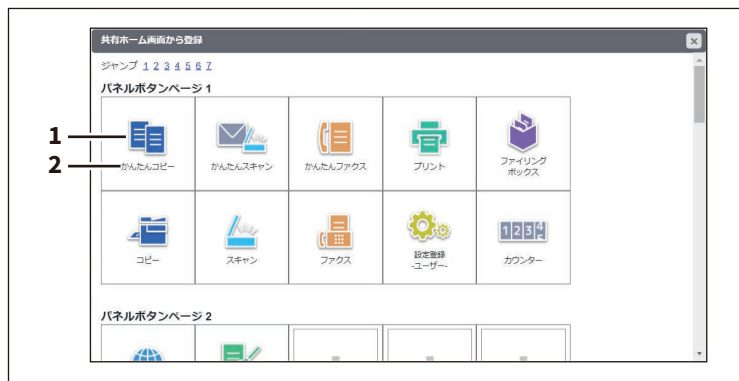 共有ホーム画面から登録
ジャンプ 1 2 3 4 5 6 7
パネルボタンページ 1
1
2
かんたんコピー かんたんスキャン かんたんファクス プリント ファイリング
ボックス
コピー スキャン ファクス 設定登録
-ユーザー-
1234 カウンター
パネルボタンページ 2